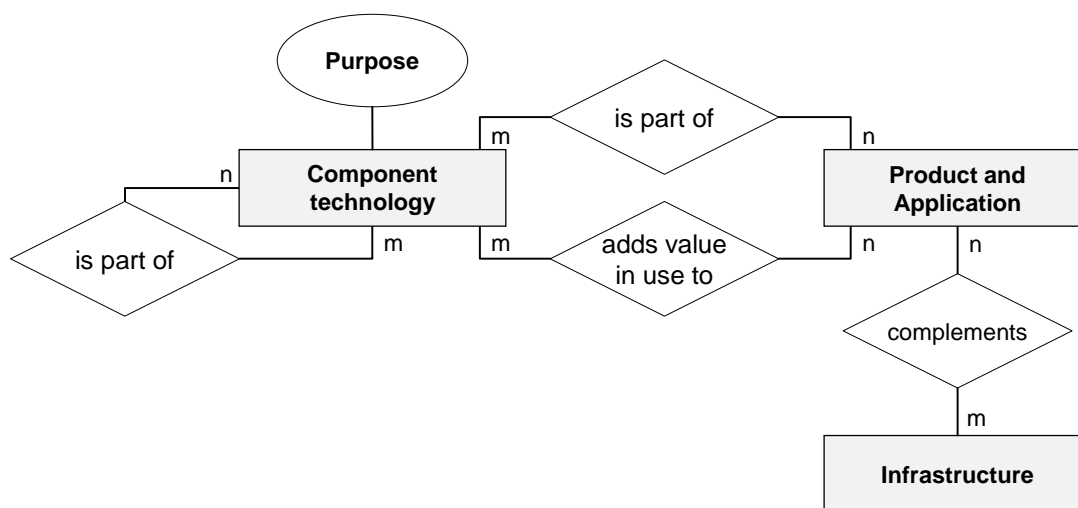 Purpose
is part of
m
n
n
Component
technology
Product and
Application
m
m
n
n
is part of
adds value
in use to
complements
m
Infrastructure